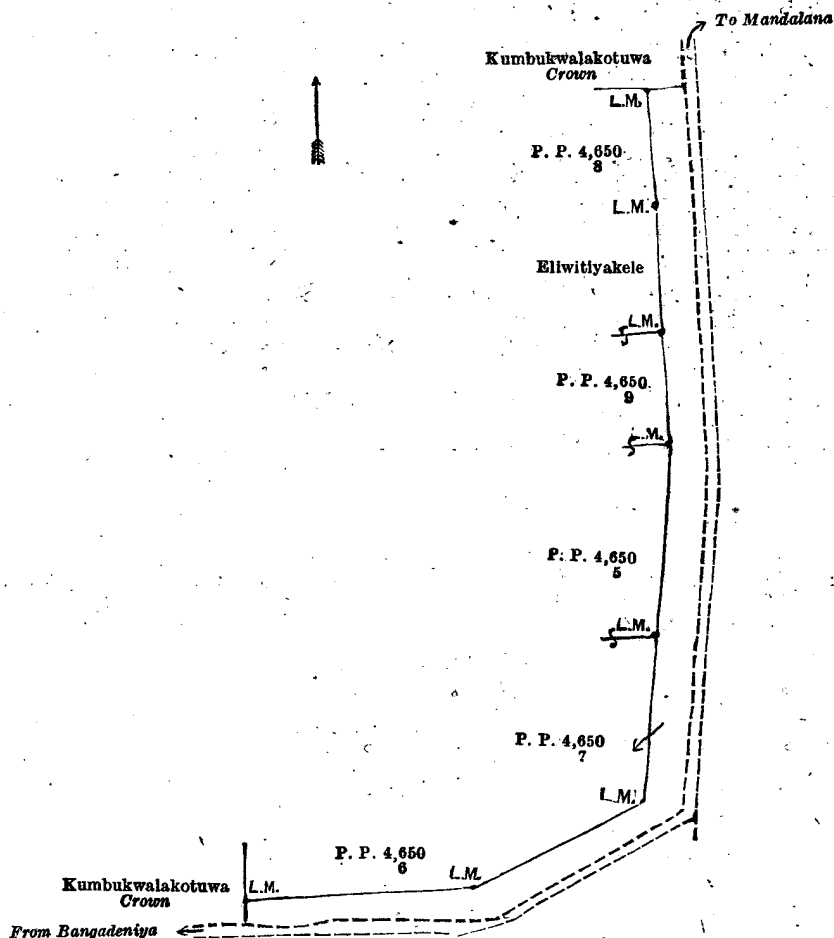 To Mandalana
Kumbukwalakotuwa
Crown
L.M.
P. P. 4,650
8
L.M.
Eliwitiyakele
L.M.
P. P. 4,650
9
L.M.
P. P. 4,650
5
L.M.
P. P. 4,650
7
L.M.
P. P. 4,650
6
L.M.
Kumbukwalakotuwa
Crown
L.M.
From Bangadeniya